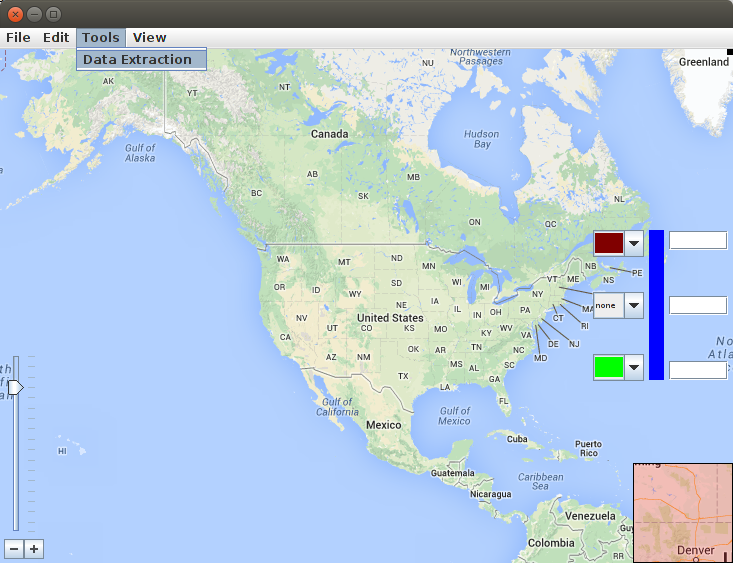 File Edit Tools View
Data Extraction
Northwestern
Passages
Greenland
NU
AK
YT
NT
Canada
Hudson
Bay
Gulf of
Alaska
AB
MB
BC
SK
NL
ON
QC
WA
MT
ND
MN
NB
PE
VT
ME
NS
OR
ID
SD
WI
MI
WY
NY
none
MA
NE
IA
IL
IN
OH
PA
CT
RI
NV
United States
UT
CO
KS
MO
KY
WV
VA
CA
DE
NJ
AZ
NM
OK
AR
TN
NC
MD
MS
AL
SC
TX
GA
LA
FL
Gulf of
California
Gulf of
Mexico
Mexico
HI
Cuba
Puerto
Rico
Guatemala
Caribbean
Sea
Nicaragua
Venezuela
Colombia
RR
Denver